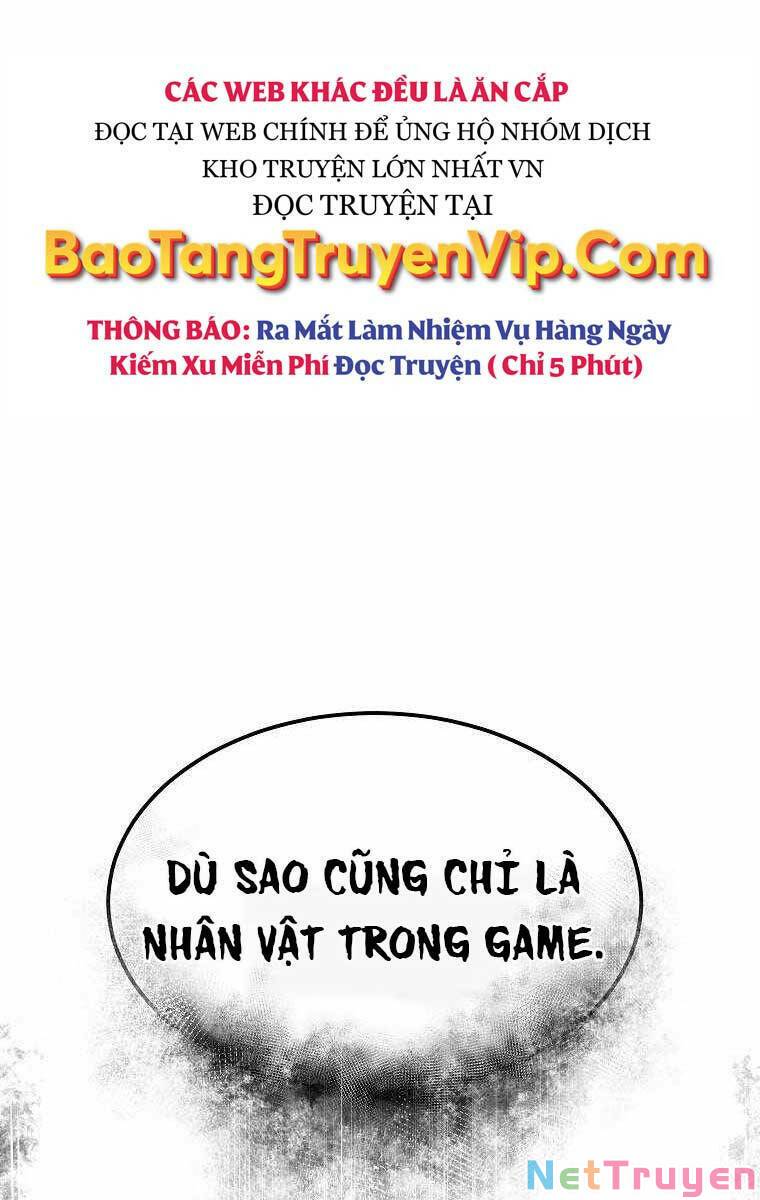 CÁC WEB KHÁC ĐỀU LÀ ĂN CẮP
ĐỌC TẠI WEB CHÍNH ĐỂ ỦNG HỘ NHÓM DỊCH
KHO TRUYỆN LỚN NHẤT VN
ĐỌC TRUYỆN TẠI
BaoTangTruyenVip.Com
THÔNG BÁO: Ra Mắt Làm Nhiệm Vụ Hàng Ngày
Kiếm Xu Miễn Phí Đọc Truyện ( Chỉ 5 Phút)
DÙ SAO CŨNG CHỈ LÀ
NHÂN VẬT TRONG GAME.
NetTruyen